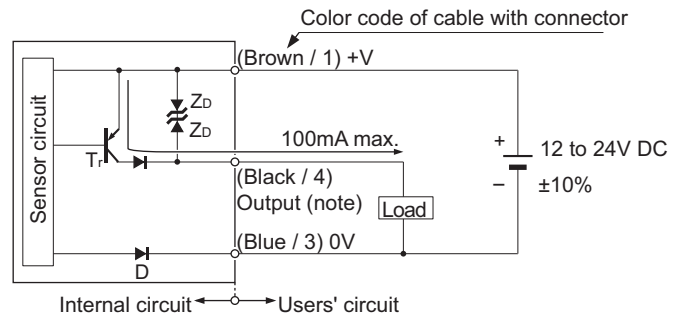 Color code of cable with connector
(Brown / 1) +V
Sensor circuit
ZD
ZD
Tr
100mA max.
(Black / 4)
Output (note)
Load
+
12 to 24V DC
–
±10%
(Blue / 3) 0V
D
Internal circuit
Users' circuit